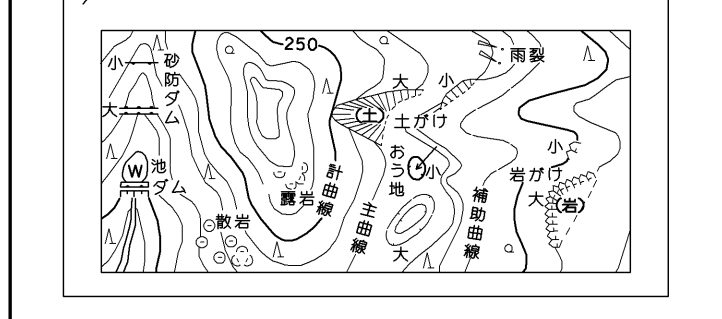 250
小
大
砂防ダム
W
池
ダム
散岩
露岩
計曲線
主曲線
大
小
(土)
土がけ
おう地
小
大
補助曲線
雨裂
小
岩がけ
大
(岩)